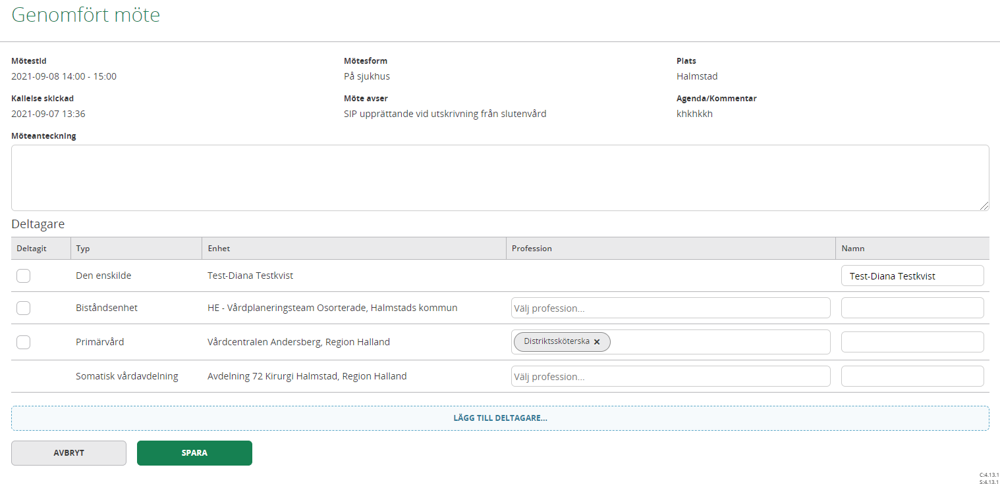 Genomfört möte
Mötestid Mötesform Plats
2021-09-08 14:00 - 15:00 På sjukhus Halmstad
Kallelse skickad Möte avser Agenda/Kommentar
2021-09-07 13:36 SIP upprättande vid utskrivning från slutenvård khkhkkh
Möteanteckning
Deltagare
Deltagit Typ Enhet Profession Namn
Den enskilde Test-Diana Testkvist Test-Diana Testkvist
Biståndsenhet HE - Vårdplaneringsteam Osorterade, Halmstads kommun Välj profession...
Primärvård Vårdcentralen Andersberg, Region Halland Distriktssköterska ×
Somatisk vårdavdelning Avdelning 72 Kirurgi Halmstad, Region Halland Välj profession...
LÄGG TILL DELTAGARE...
AVBRYT SPARA
C:4.13.1
S:4.13.1